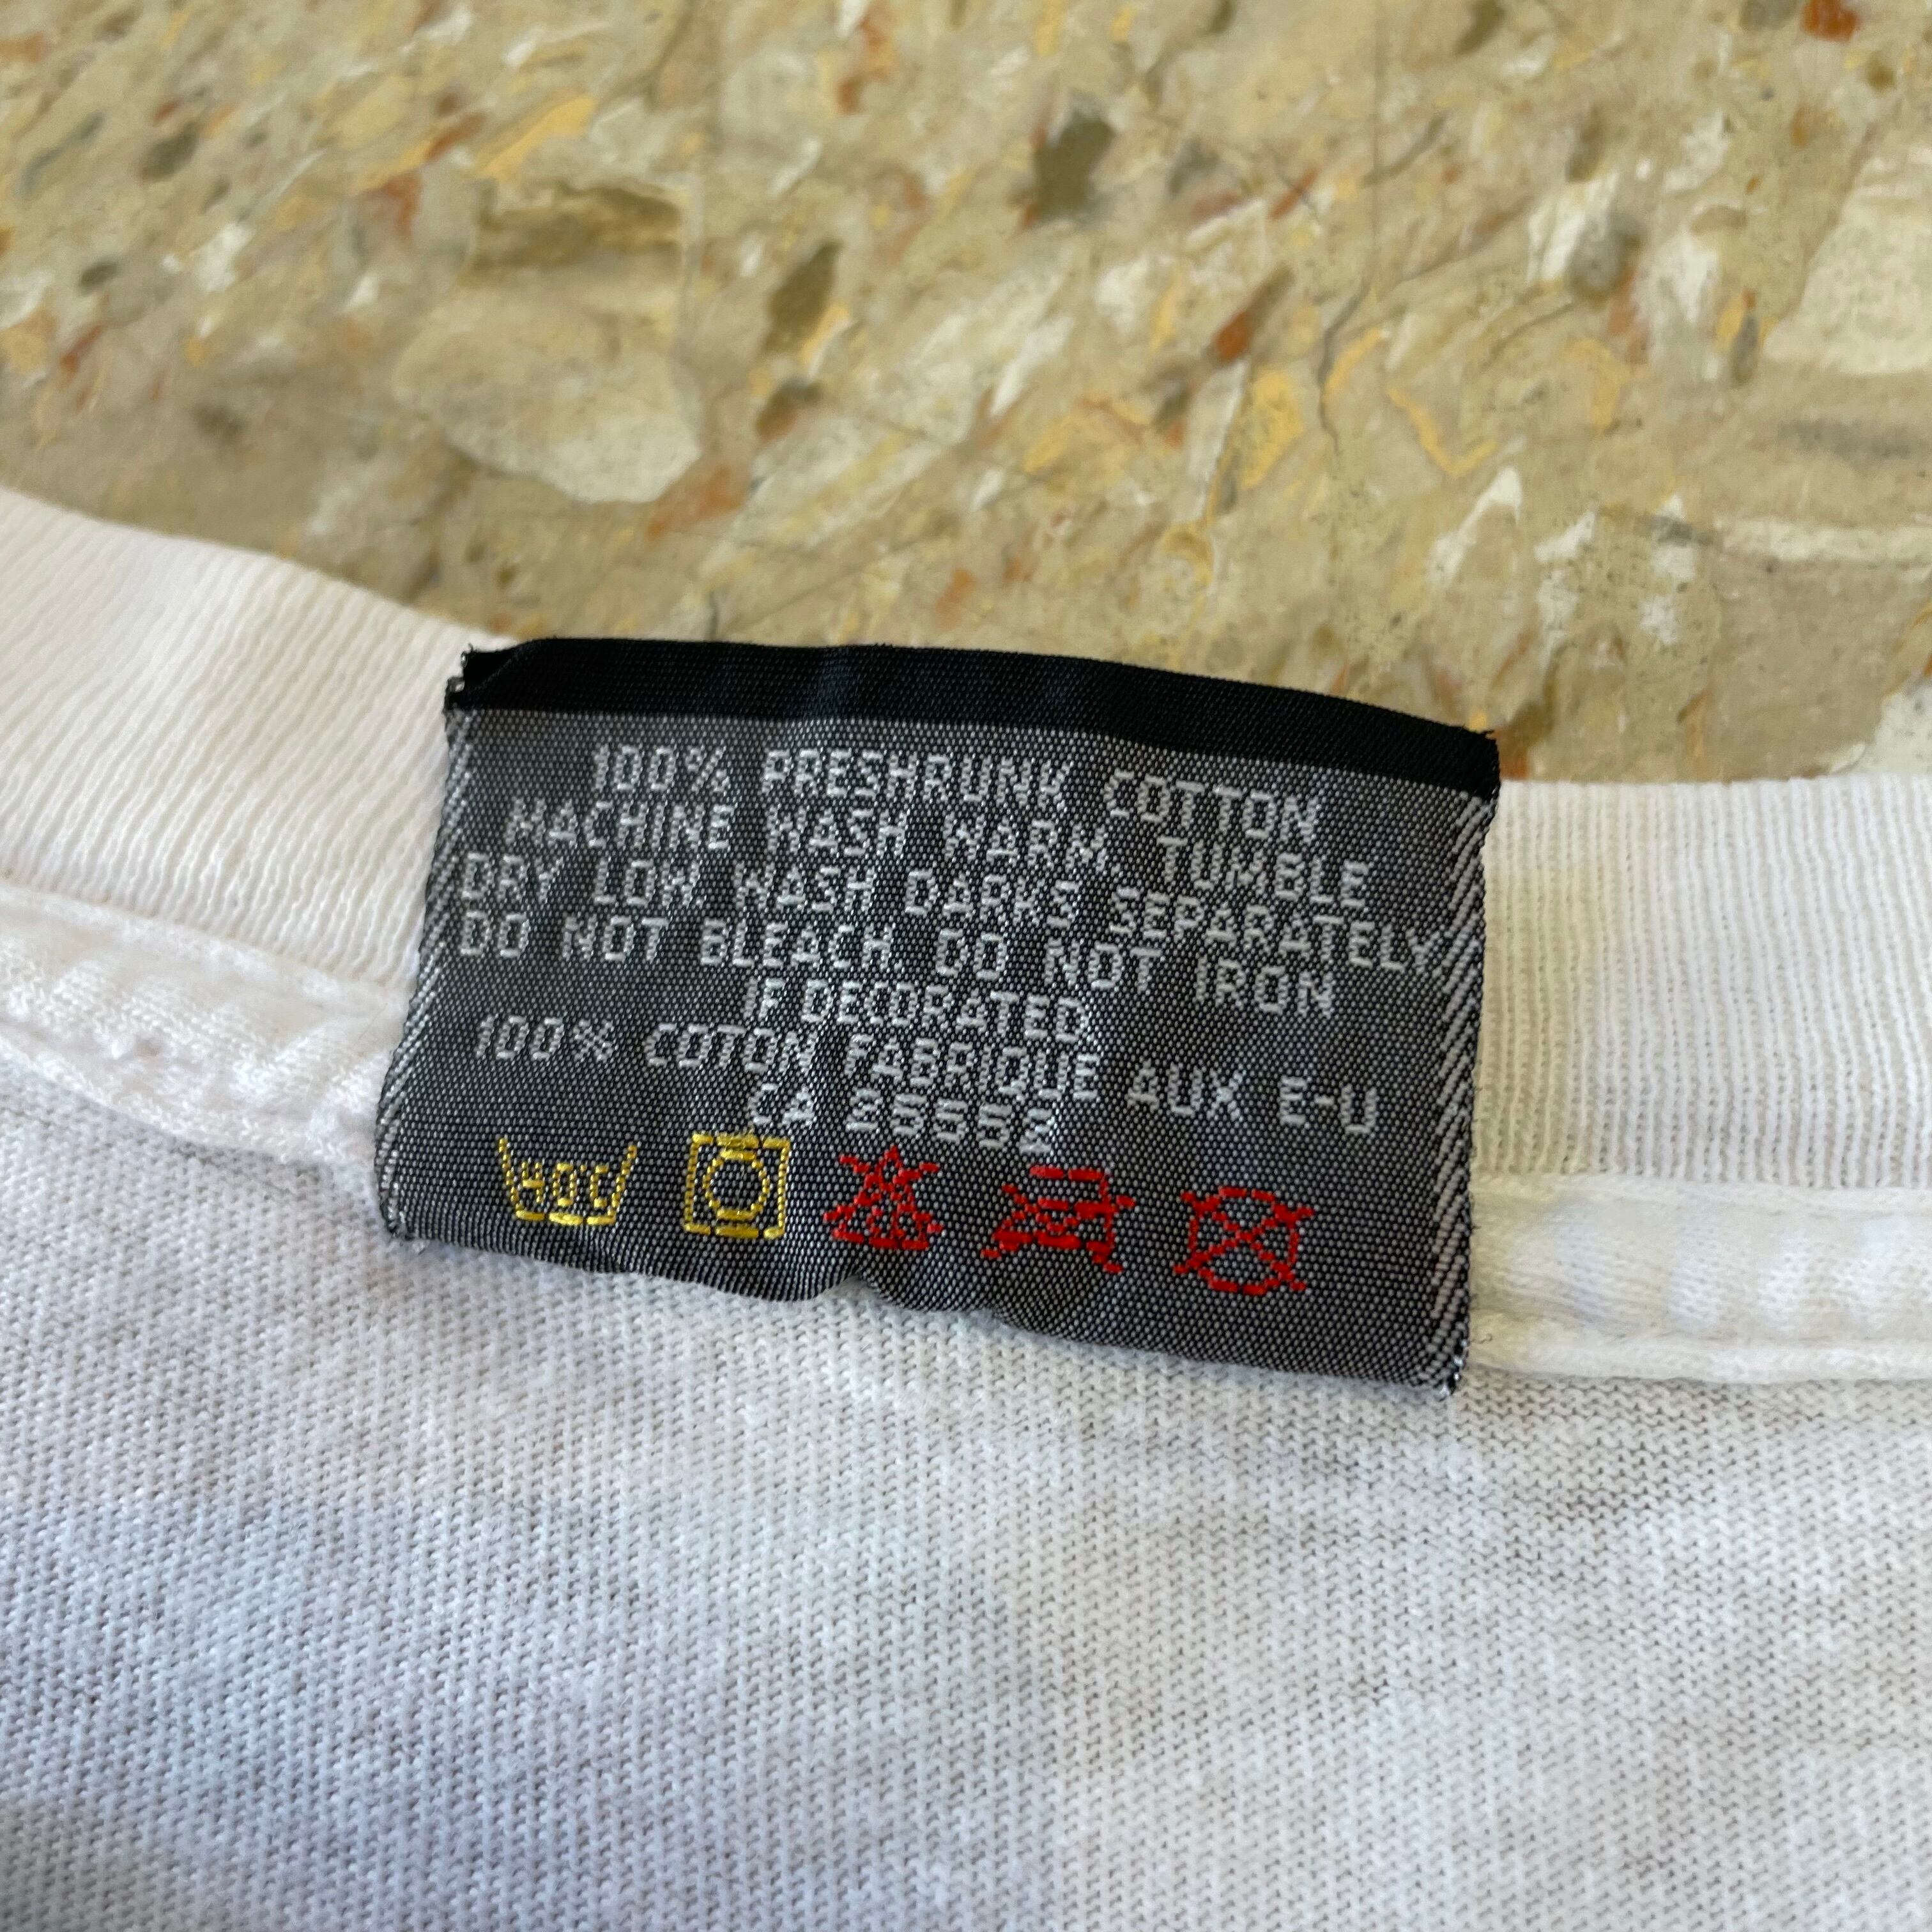 100% PRESHRUNK COTTON
MACHINE WASH WARM, TUMBLE
DRY LOW. WASH DARKS SEPARATELY.
DO NOT BLEACH. DO NOT IRON
IF DECORATED.
100% COTON FABRIQUE AUX E-U
CA 25552
40°C
CL